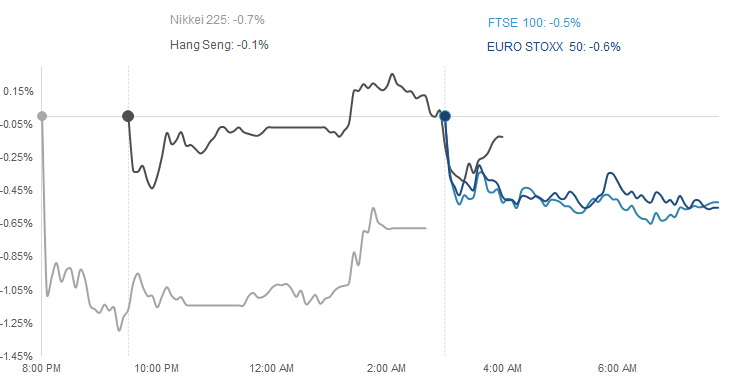 Nikkei 225: -0.7%
FTSE 100: -0.5%
Hang Seng: -0.1%
EURO STOXX 50: -0.6%
0.15%
-0.05%
-0.25%
-0.45%
-0.65%
-0.85%
-1.05%
-1.25%
-1.45%
8:00 PM
10:00 PM
12:00 AM
2:00 AM
4:00 AM
6:00 AM